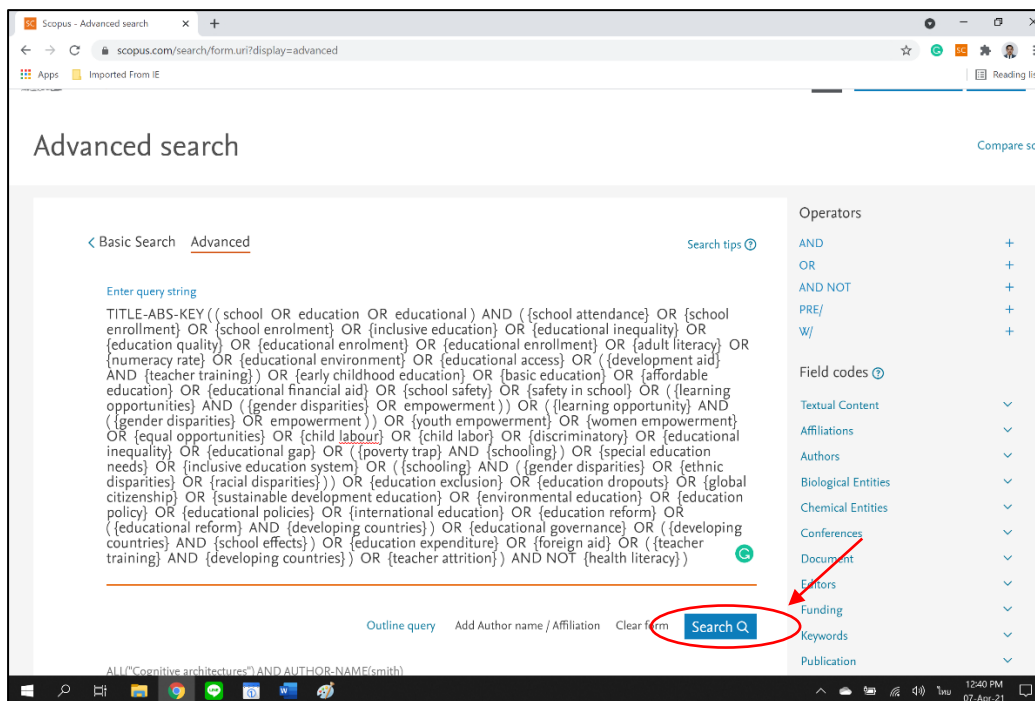 Scopus - Advanced search
scopus.com/search/form.uri?display=advanced
Apps Imported From IE
Reading lis
Advanced search
Compare so
Basic Search Advanced
Search tips
Enter query string
TITLE-ABS-KEY ( ( school OR education OR educational ) AND ( {school attendance} OR {school
enrollment} OR {school enrolment} OR {inclusive education} OR {educational inequality} OR
{education quality} OR {educational enrolment} OR {educational enrollment} OR {adult literacy} OR
{numeracy rate} OR {educational environment} OR {educational access} OR ( {development aid}
AND {teacher training} ) OR {early childhood education} OR {basic education} OR {affordable
education} OR {educational financial aid} OR {school safety} OR {safety in school} OR ( {learning
opportunities} AND ( {gender disparities} OR empowerment ) ) OR ( {learning opportunity} AND
( {gender disparities} OR empowerment ) ) OR {youth empowerment} OR {women empowerment}
OR {equal opportunities} OR {child labour} OR {child labor} OR {discriminatory} OR {educational
inequality} OR {educational gap} OR ( {poverty trap} AND {schooling} ) OR {special education
needs} OR {inclusive education system} OR ( {schooling} AND ( {gender disparities} OR {ethnic
disparities} OR {racial disparities} ) ) OR {education exclusion} OR {education dropouts} OR {global
citizenship} OR {sustainable development education} OR {environmental education} OR {education
policy} OR {educational policies} OR {international education} OR {education reform} OR
( {educational reform} AND {developing countries} ) OR {educational governance} OR ( {developing
countries} AND {school effects} ) OR {education expenditure} OR {foreign aid} OR ( {teacher
training} AND {developing countries} ) OR {teacher attrition} ) AND NOT {health literacy} )
Outline query Add Author name / Affiliation Clear form Search
ALL("Cognitive architectures") AND AUTHOR-NAME(smith)
Operators
AND +
OR +
AND NOT +
PRE/ +
W/ +
Field codes
Textual Content
Affiliations
Authors
Biological Entities
Chemical Entities
Conferences
Document
Editors
Funding
Keywords
Publication
ไทย
12:40 PM
07-Apr-21